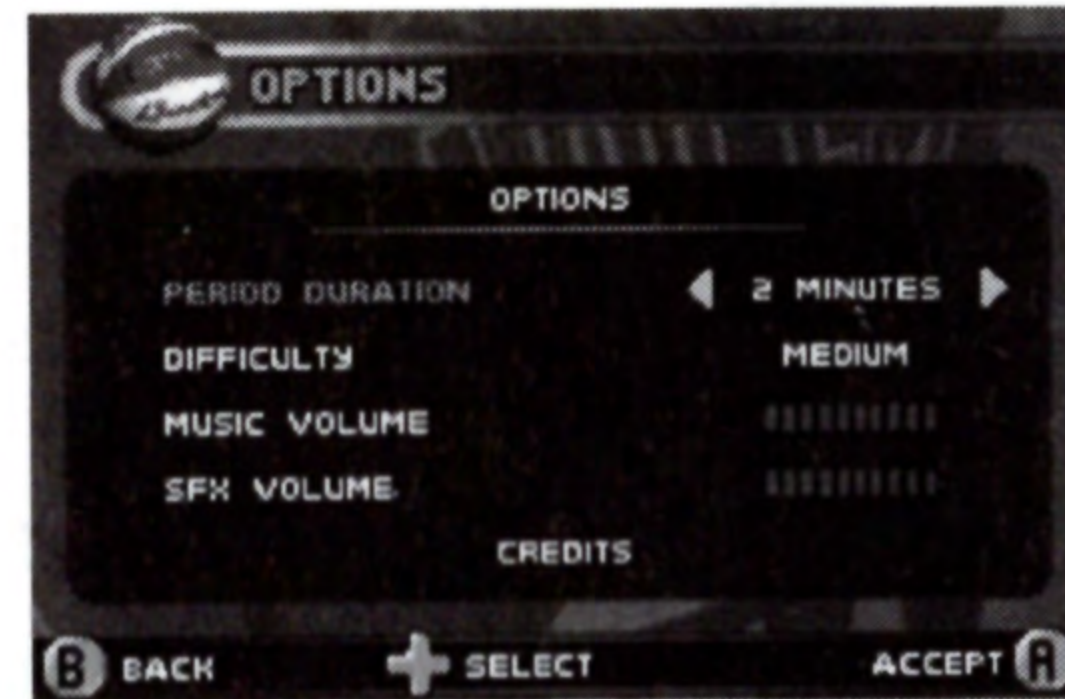 OPTIONS
OPTIONS
PERIOD DURATION 2 MINUTES
DIFFICULTY MEDIUM
MUSIC VOLUME
SFX VOLUME
CREDITS
B BACK SELECT ACCEPT A